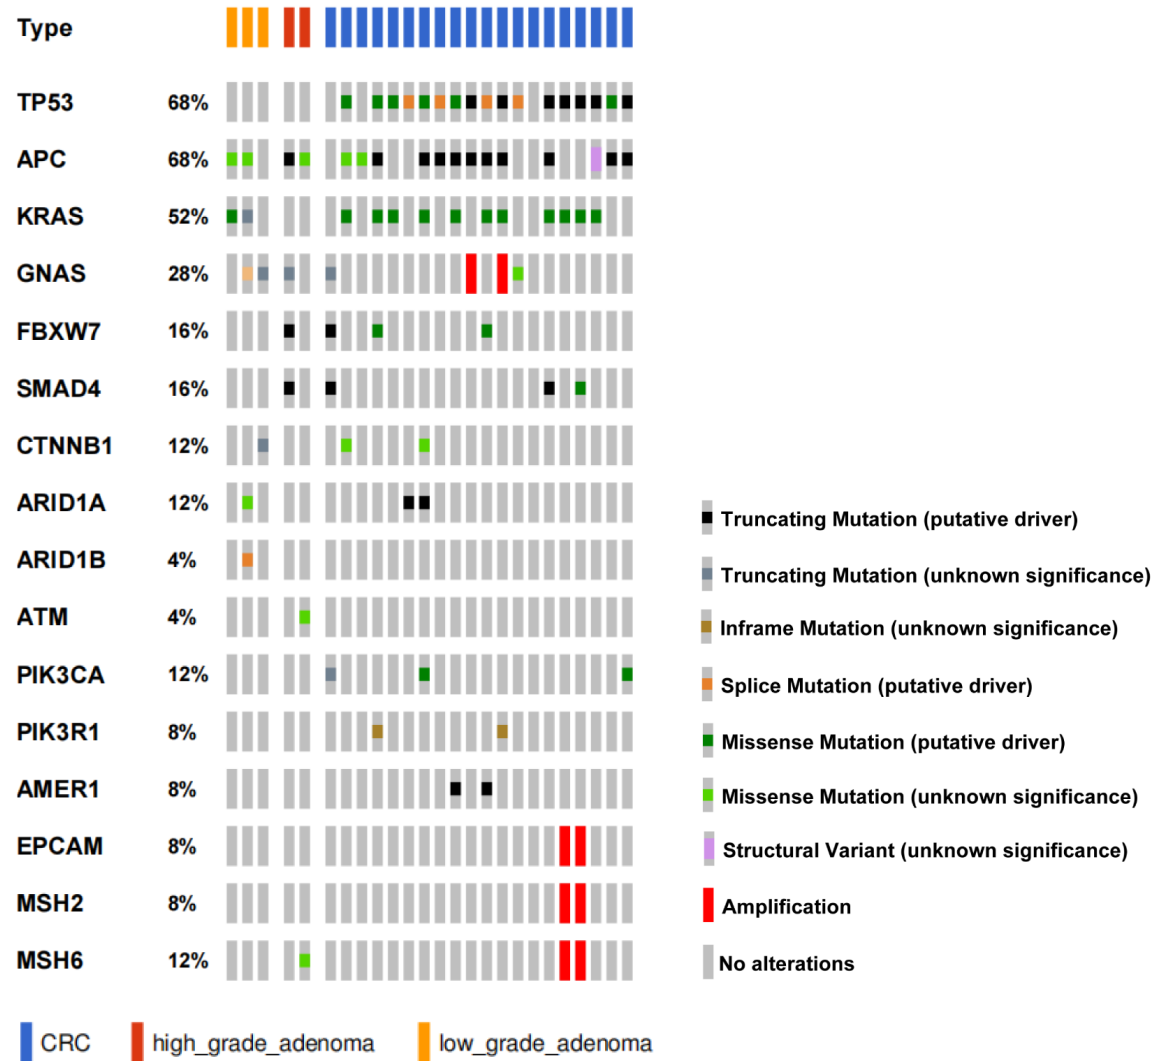 Type
TP53 68%
APC 68%
KRAS 52%
GNAS 28%
FBXW7 16%
SMAD4 16%
CTNNB1 12%
ARID1A 12%
ARID1B 4%
ATM 4%
PIK3CA 12%
PIK3R1 8%
AMER1 8%
EPCAM 8%
MSH2 8%
MSH6 12%
Truncating Mutation (putative driver)
Truncating Mutation (unknown significance)
Inframe Mutation (unknown significance)
Splice Mutation (putative driver)
Missense Mutation (putative driver)
Missense Mutation (unknown significance)
Structural Variant (unknown significance)
Amplification
No alterations
CRC high_grade_adenoma low_grade_adenoma